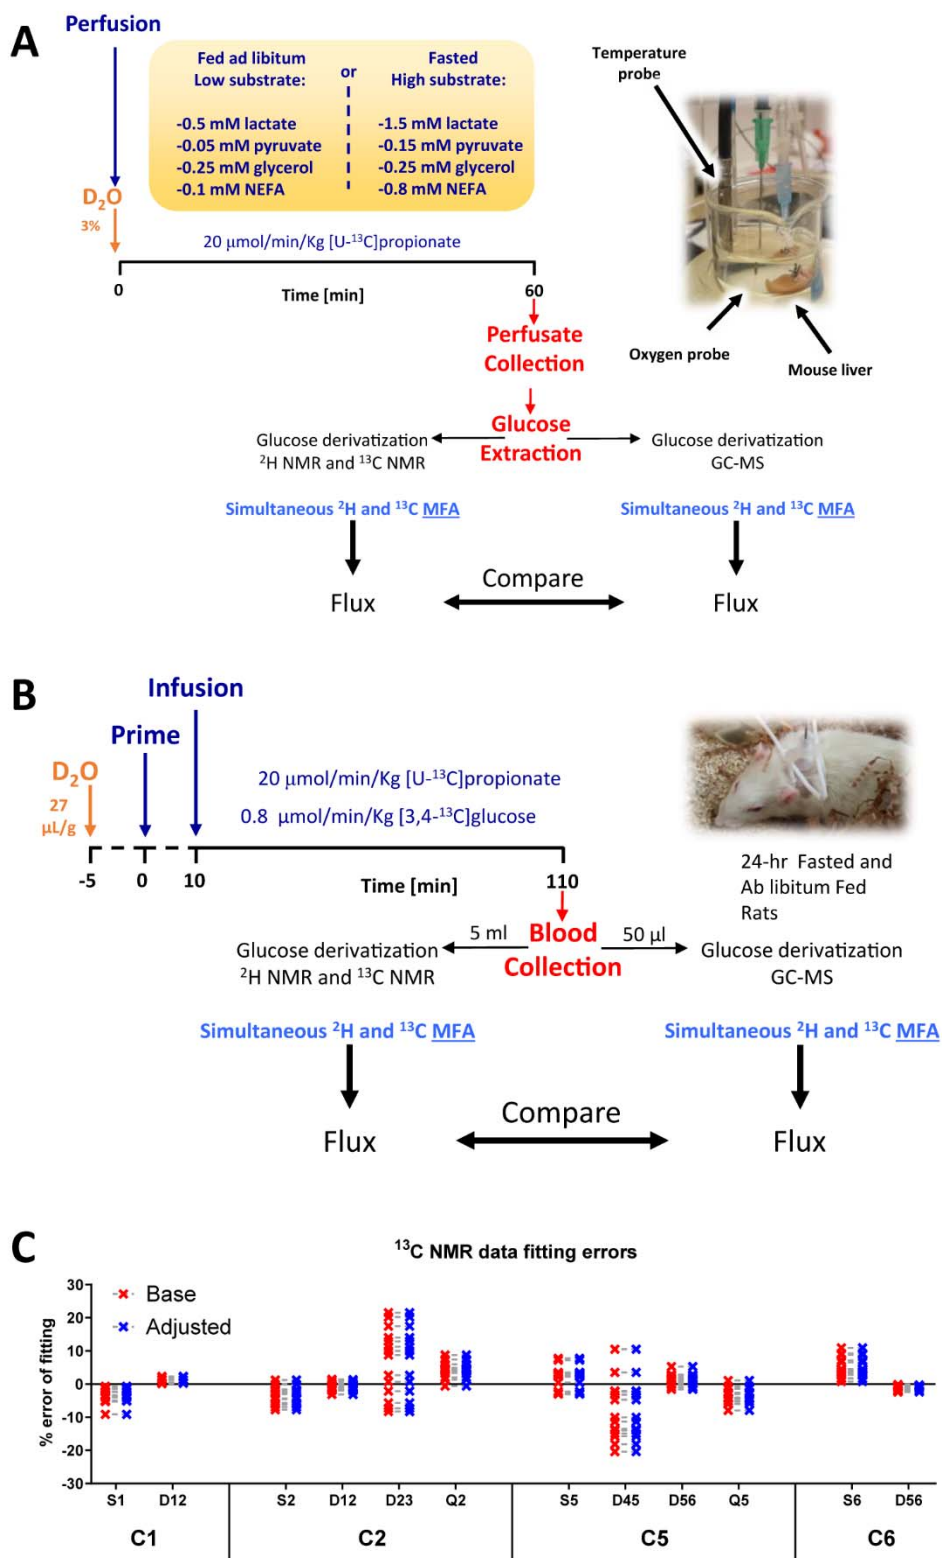 A
Perfusion
Fed ad libitum
Low substrate:
-0.5 mM lactate
-0.05 mM pyruvate
-0.25 mM glycerol
-0.1 mM NEFA
or
Fasted
High substrate:
-1.5 mM lactate
-0.15 mM pyruvate
-0.25 mM glycerol
-0.8 mM NEFA
Temperature
probe
D₂O
3%
20 μmol/min/Kg [U-¹³C]propionate
0
Time [min]
60
Oxygen probe
Mouse liver
Perfusate
Collection
Glucose
Extraction
Glucose derivatization
²H NMR and ¹³C NMR
Glucose derivatization
GC-MS
Simultaneous ²H and ¹³C MFA
Simultaneous ²H and ¹³C MFA
Flux
Compare
Flux
B
Infusion
Prime
D₂O
27
μL/g
20 μmol/min/Kg [U-¹³C]propionate
0.8 μmol/min/Kg [3,4-¹³C]glucose
-5
0
10
Time [min]
110
24-hr Fasted and
Ab libitum Fed
Rats
Blood
Collection
5 ml
50 μl
Glucose derivatization
²H NMR and ¹³C NMR
Glucose derivatization
GC-MS
Simultaneous ²H and ¹³C MFA
Simultaneous ²H and ¹³C MFA
Flux
Compare
Flux
C
¹³C NMR data fitting errors
Base
Adjusted
% error of fitting
30
20
10
0
-10
-20
-30
S1 D12 S2 D12 D23 Q2 S5 D45 D56 Q5 S6 D56
C1 C2 C5 C6